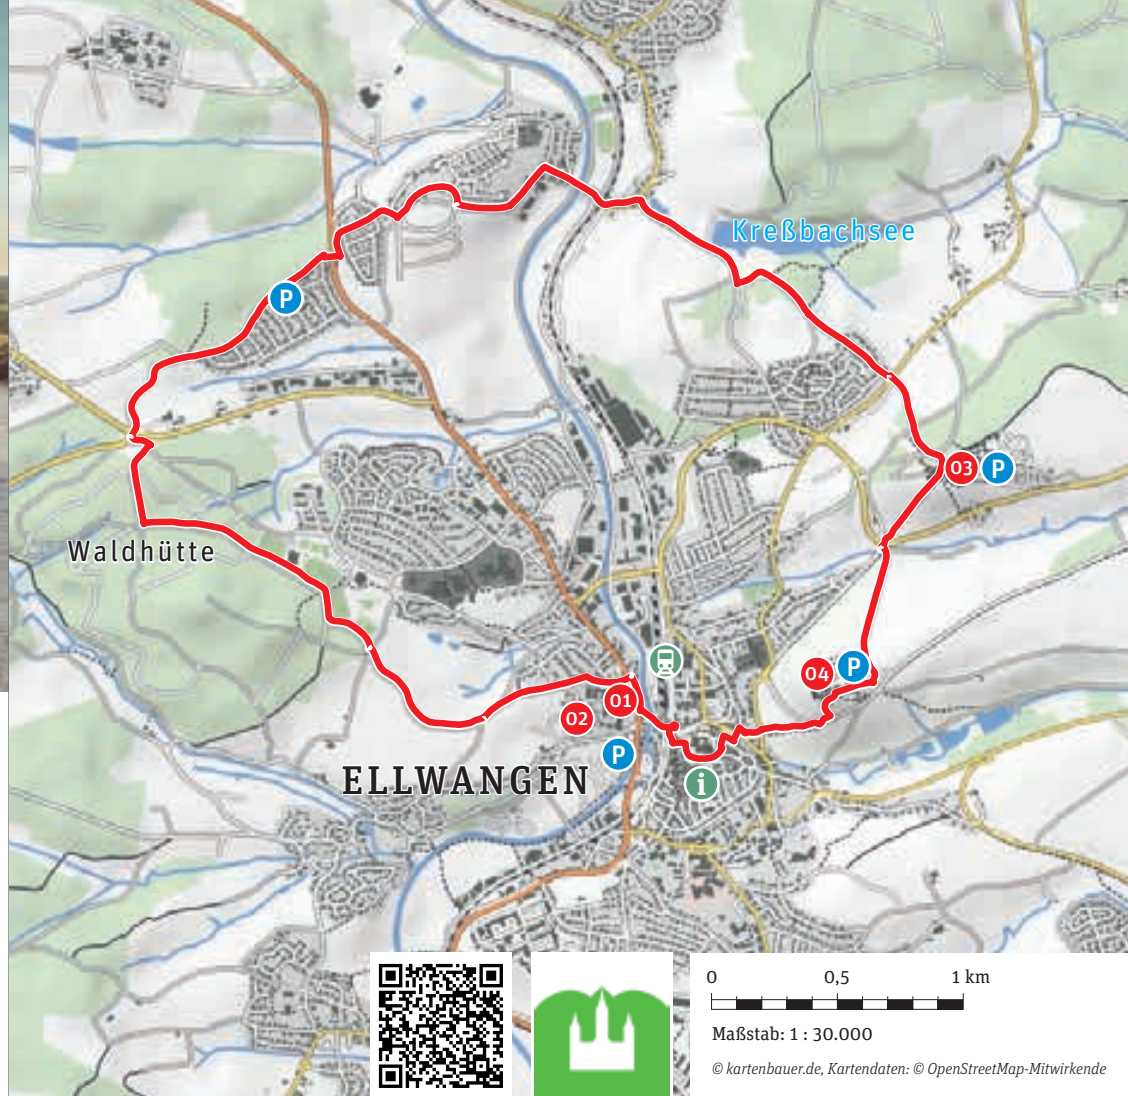 Kreßbachsee
P
03 P
Waldhütte
04 P
01
02
P
i
ELLWANGEN
0 0,5 1 km
Maßstab: 1 : 30.000
© kartenbauer.de, Kartendaten: © OpenStreetMap-Mitwirkende